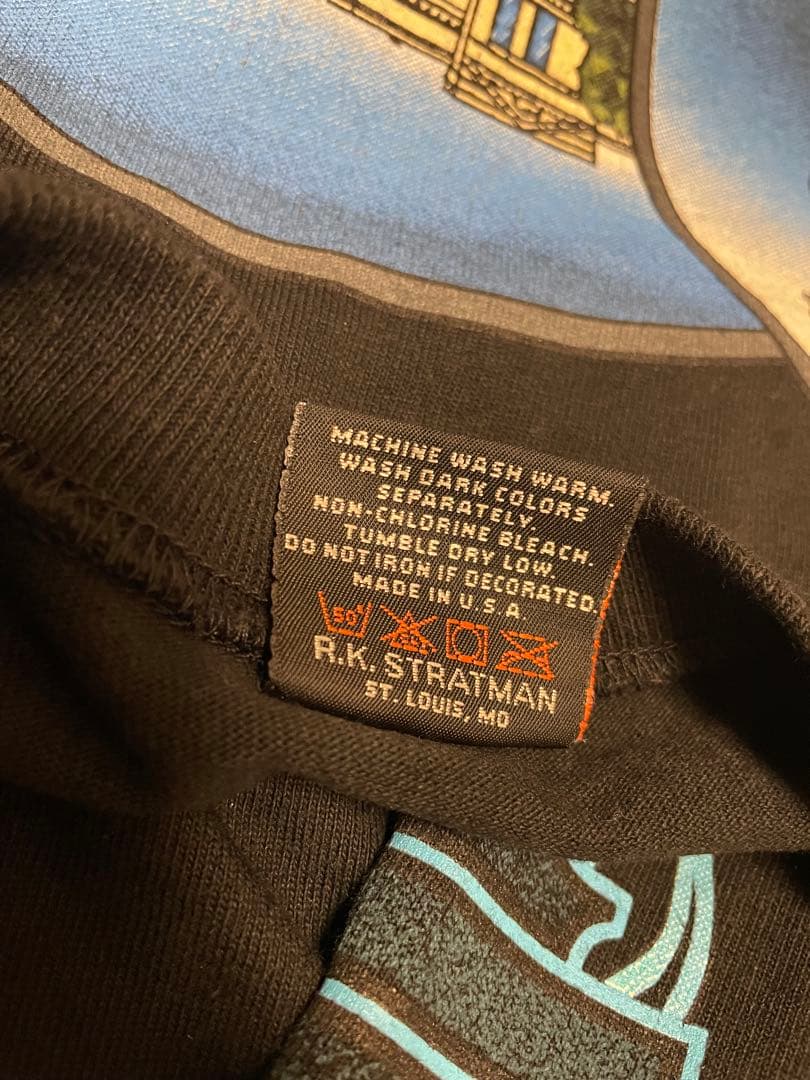 MACHINE WASH WARM.
WASH DARK COLORS
SEPARATELY.
NON-CHLORINE BLEACH.
TUMBLE DRY LOW.
DO NOT IRON IF DECORATED.
MADE IN U.S.A.
50°
R.K. STRATMAN
ST. LOUIS, MO